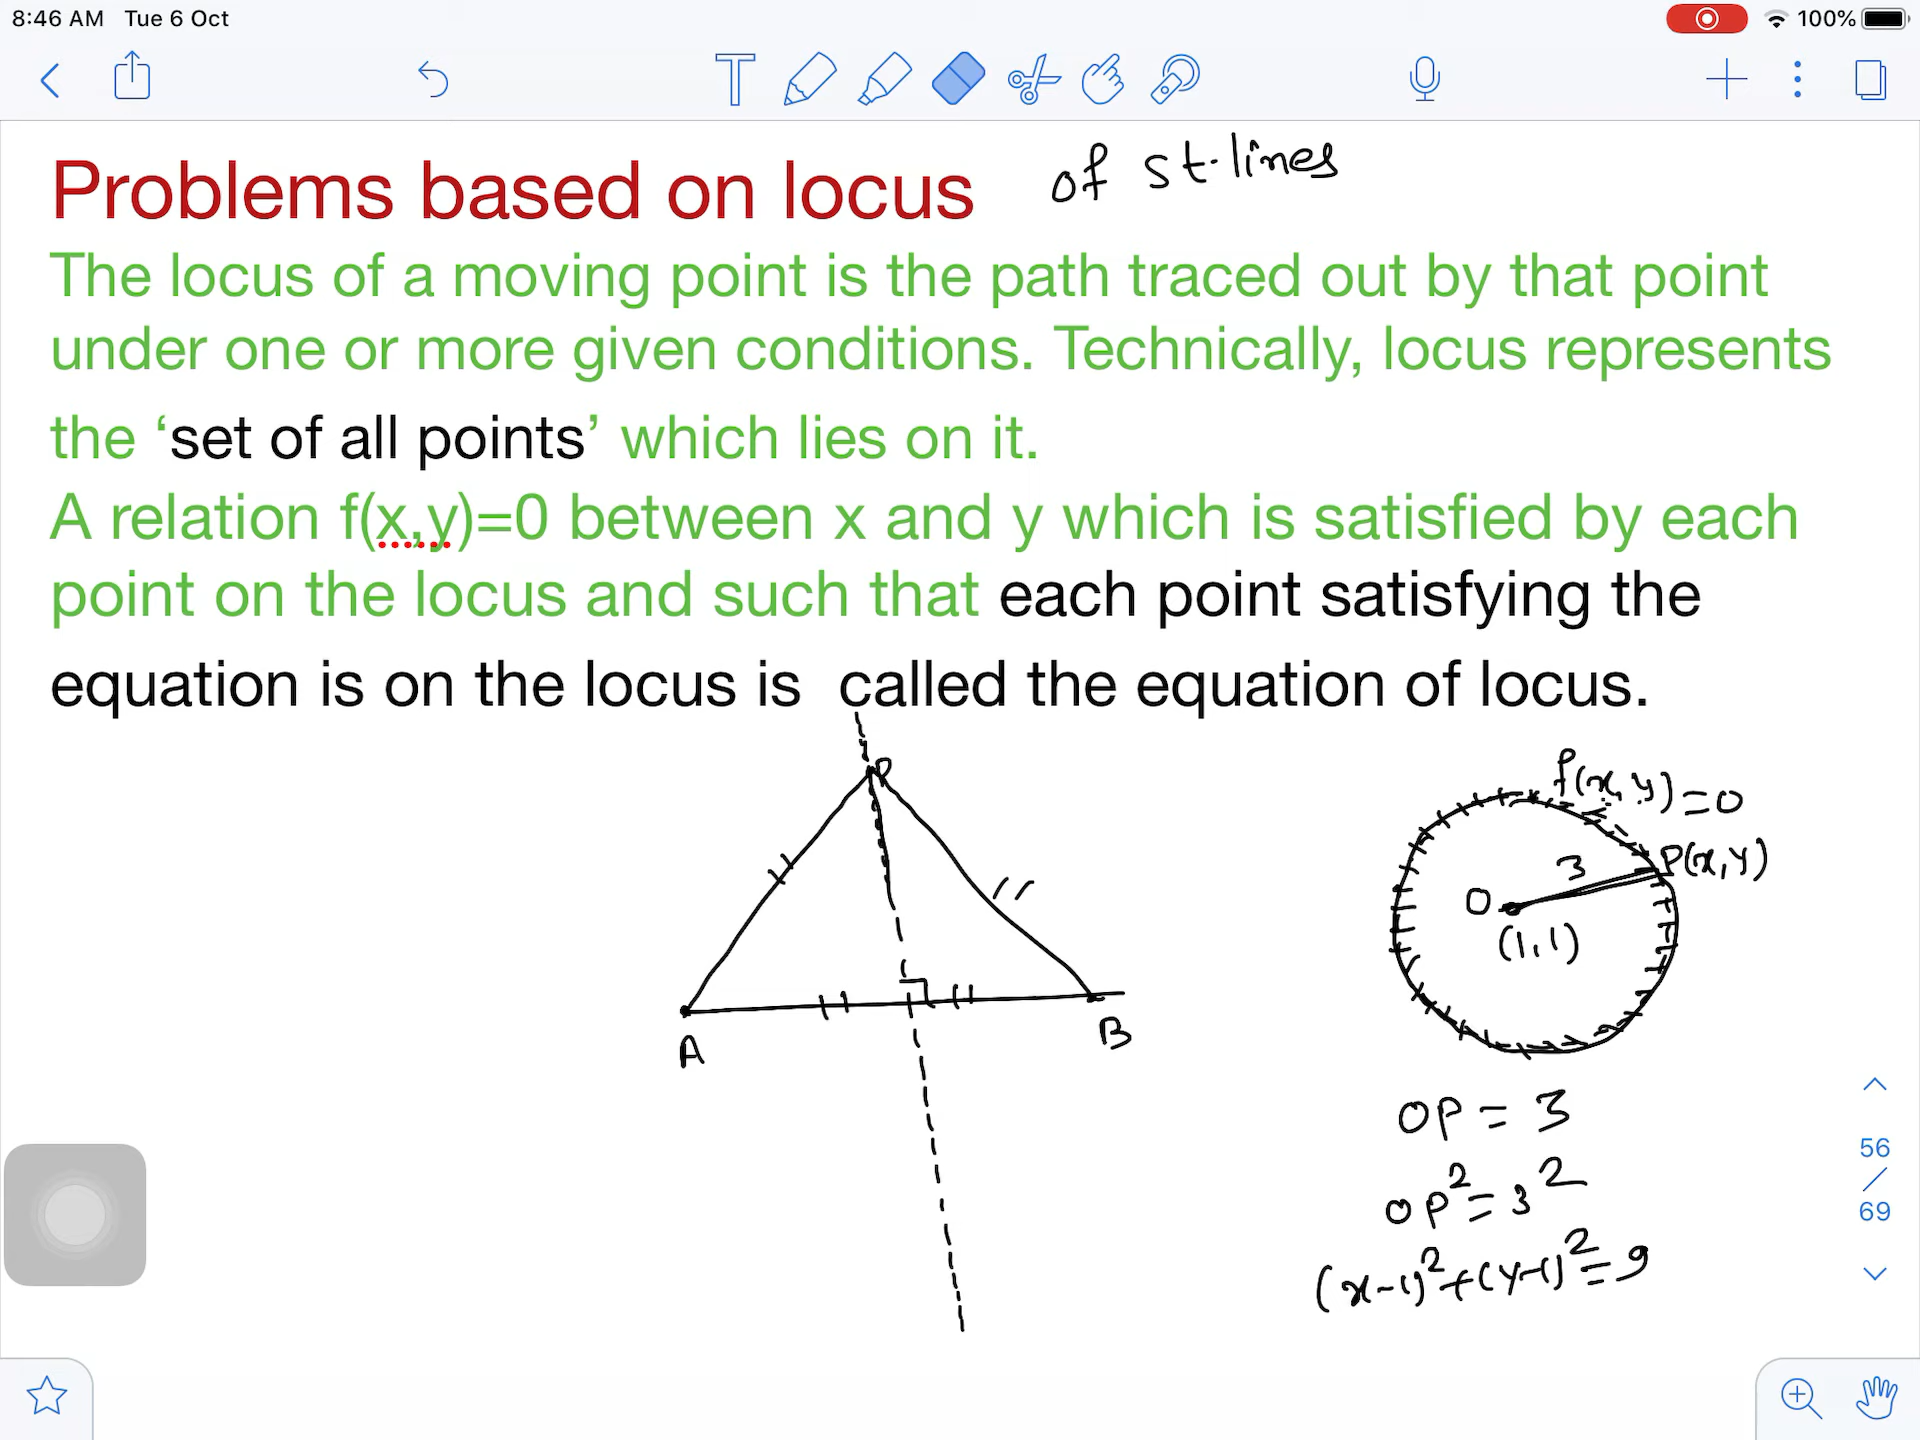 8:46 AM Tue 6 Oct
100%
Problems based on locus of st. lines
The locus of a moving point is the path traced out by that point
under one or more given conditions. Technically, locus represents
the ‘set of all points’ which lies on it.
A relation f(x,y)=0 between x and y which is satisfied by each
point on the locus and such that each point satisfying the
equation is on the locus is called the equation of locus.
P
A
B
f(x,y)=0
P(x,y)
3
O
(1,1)
OP = 3
OP²=3²
(x-1)²+(y-1)²=9
56
69